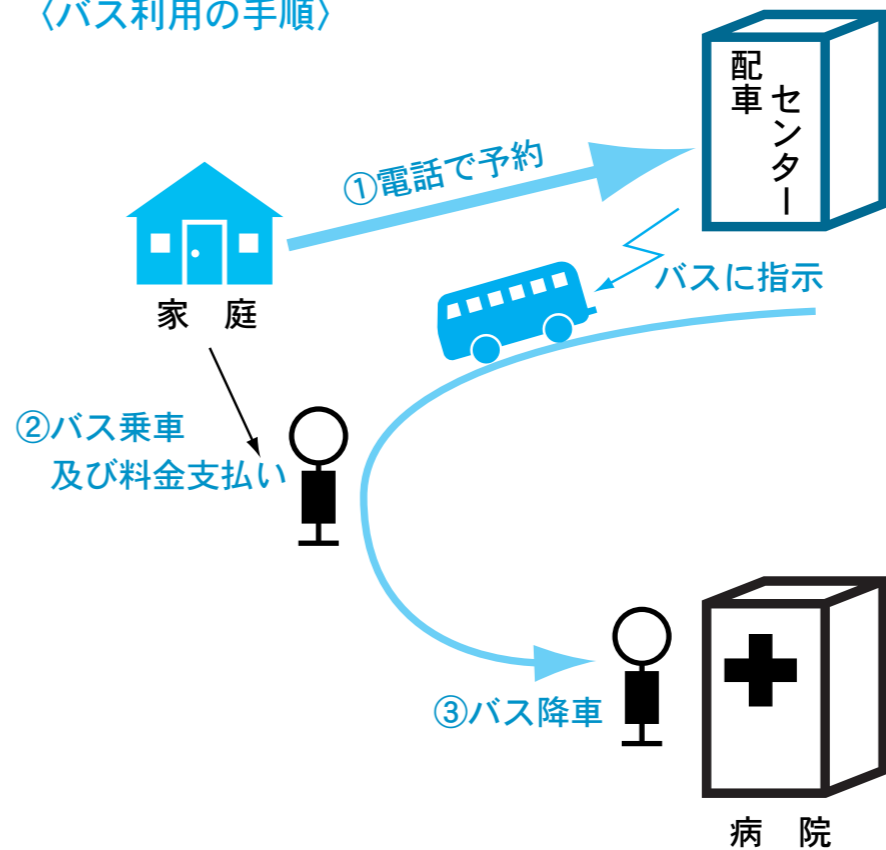 〈バス利用の手順〉
配車
センター
①電話で予約
バスに指示
家　庭
②バス乗車
及び料金支払い
③バス降車
病　院